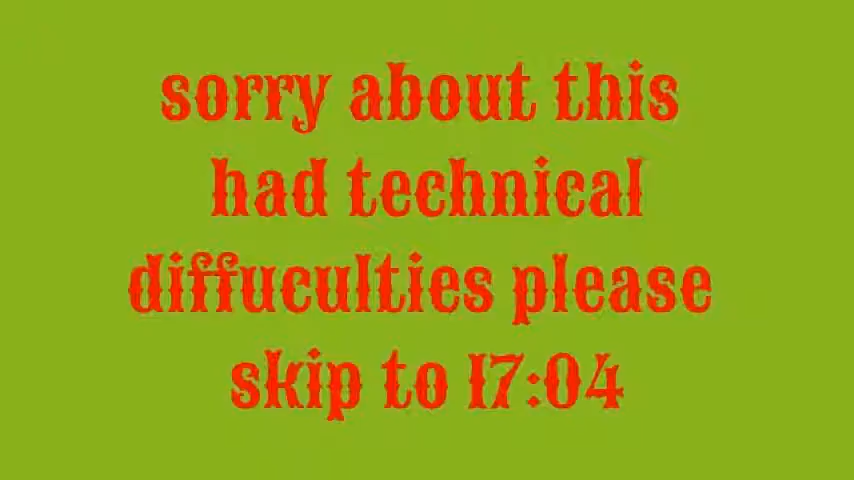 sorry about this
had technical
diffuculties please
skip to 17:04